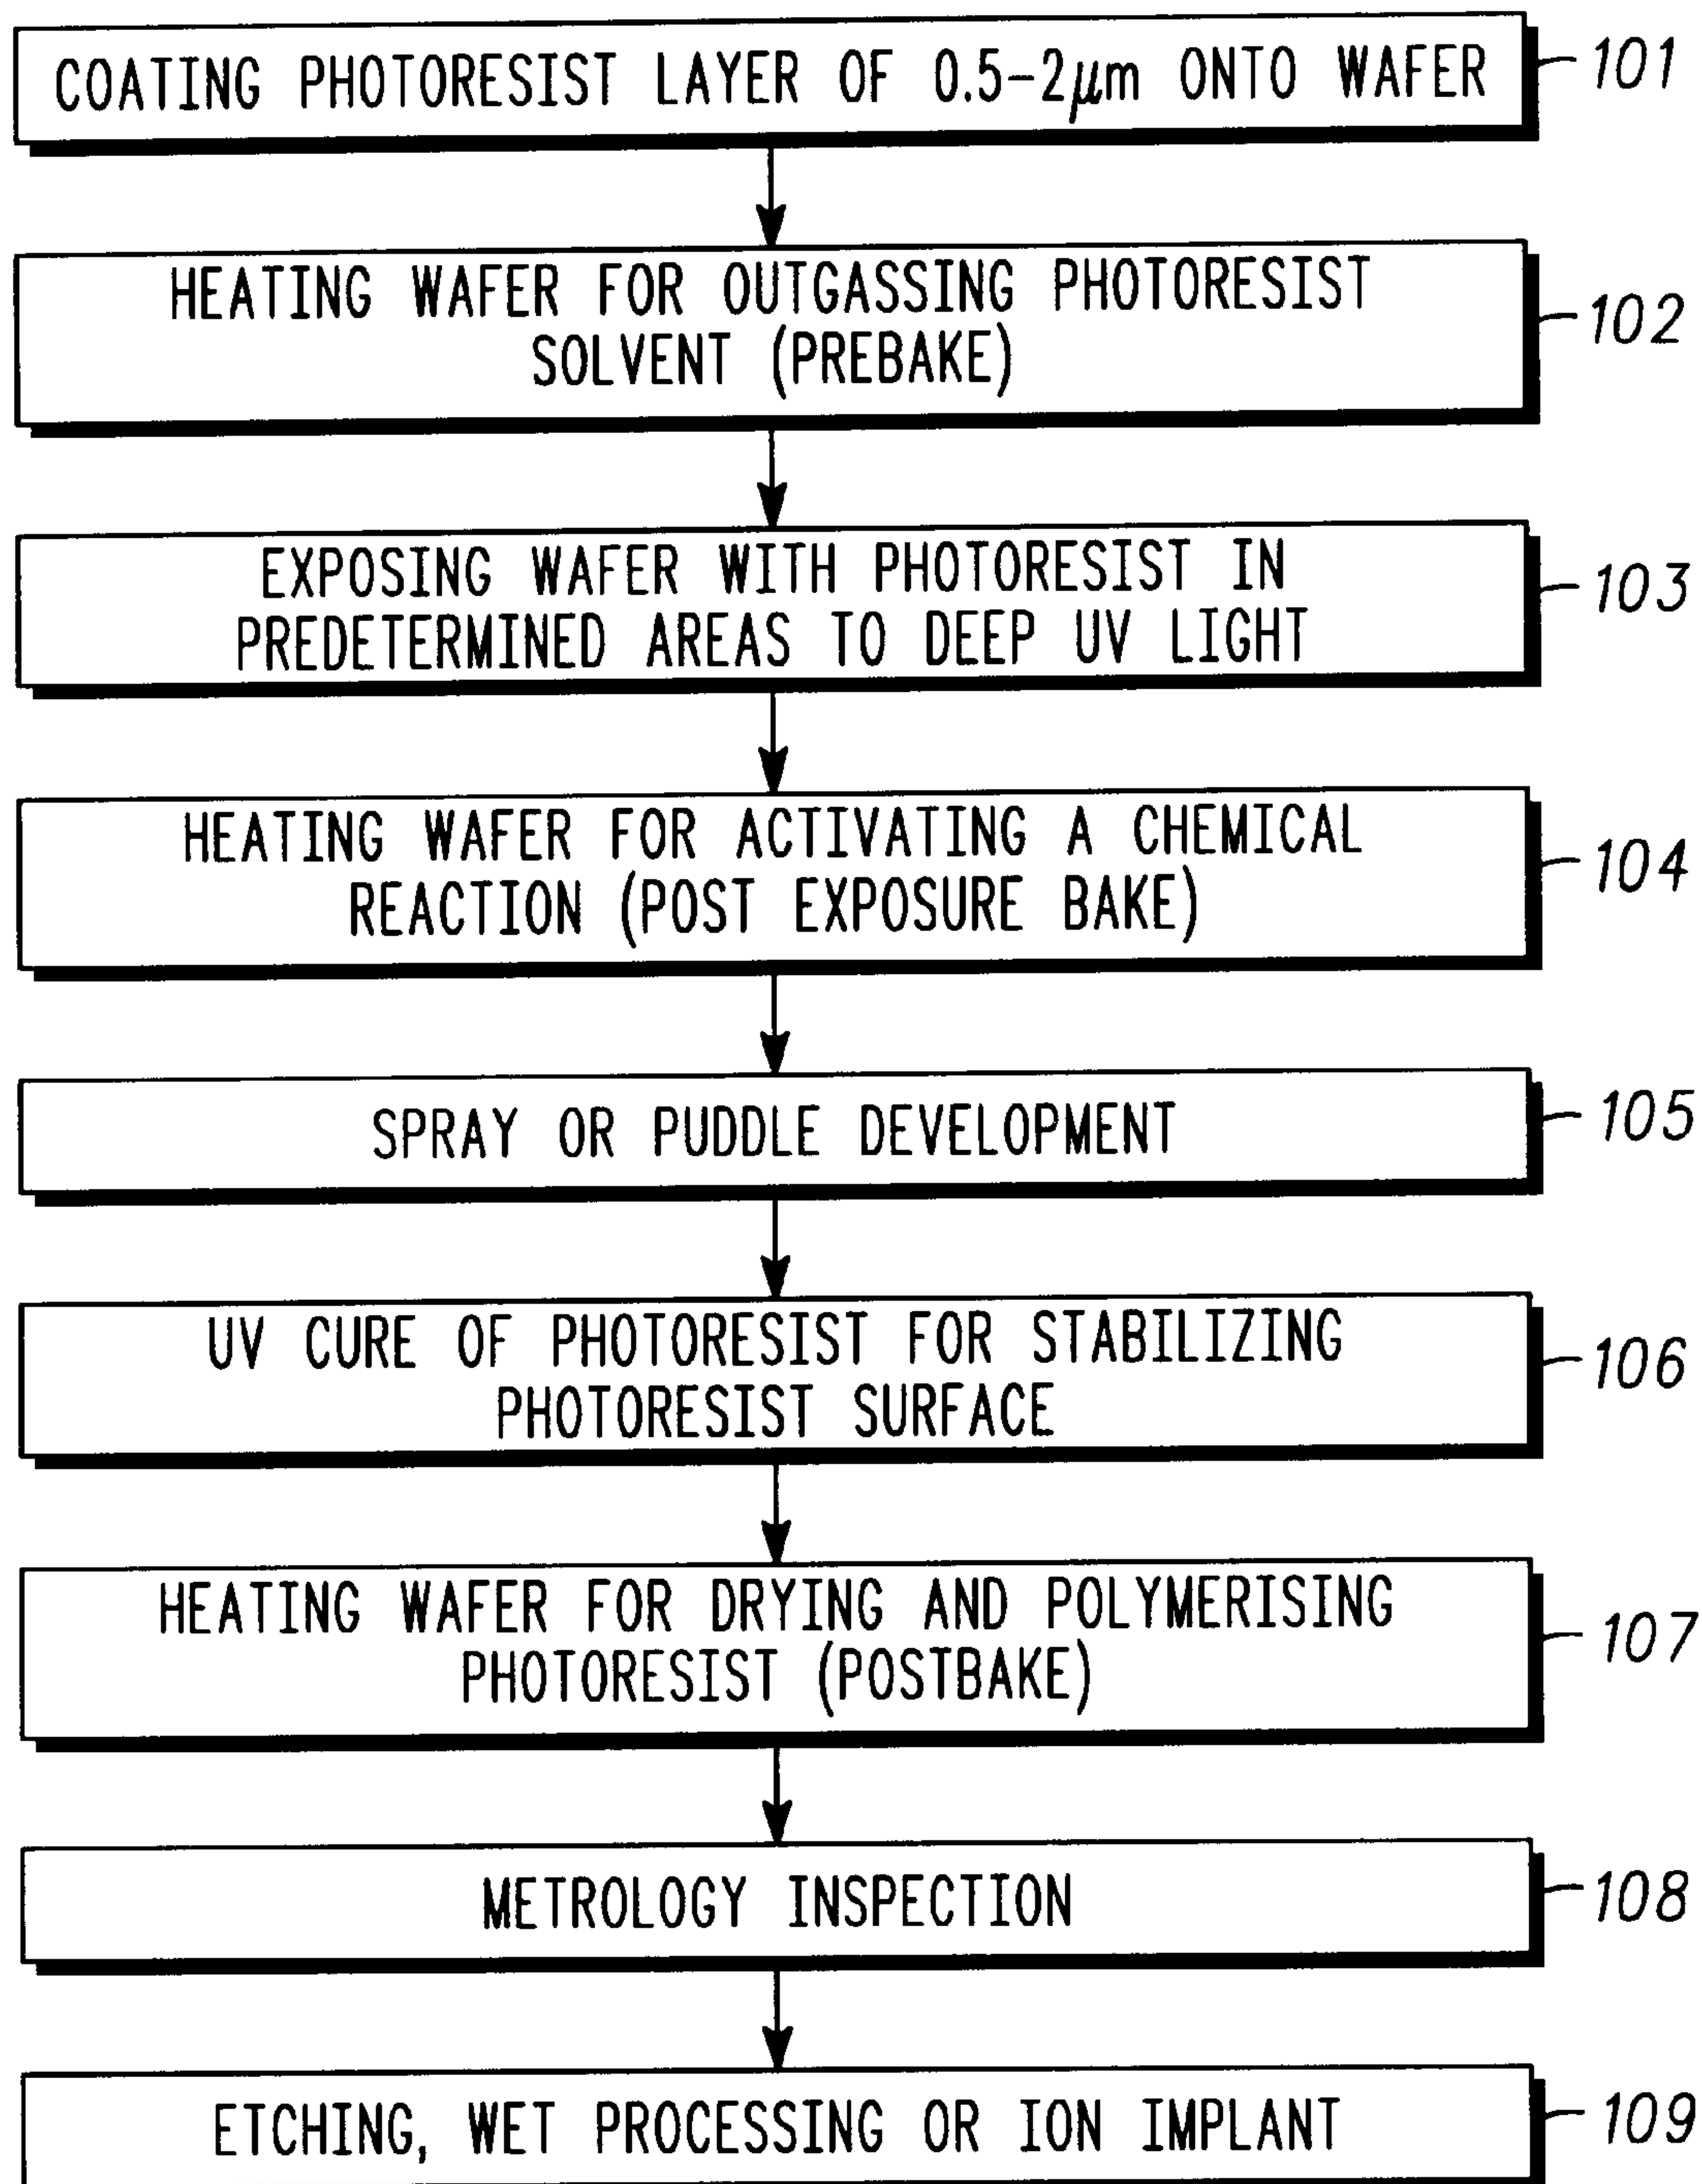 COATING PHOTORESIST LAYER OF 0.5-2μm ONTO WAFER
101
HEATING WAFER FOR OUTGASSING PHOTORESIST
SOLVENT (PREBAKE)
102
EXPOSING WAFER WITH PHOTORESIST IN
PREDETERMINED AREAS TO DEEP UV LIGHT
103
HEATING WAFER FOR ACTIVATING A CHEMICAL
REACTION (POST EXPOSURE BAKE)
104
SPRAY OR PUDDLE DEVELOPMENT
105
UV CURE OF PHOTORESIST FOR STABILIZING
PHOTORESIST SURFACE
106
HEATING WAFER FOR DRYING AND POLYMERISING
PHOTORESIST (POSTBAKE)
107
METROLOGY INSPECTION
108
ETCHING, WET PROCESSING OR ION IMPLANT
109